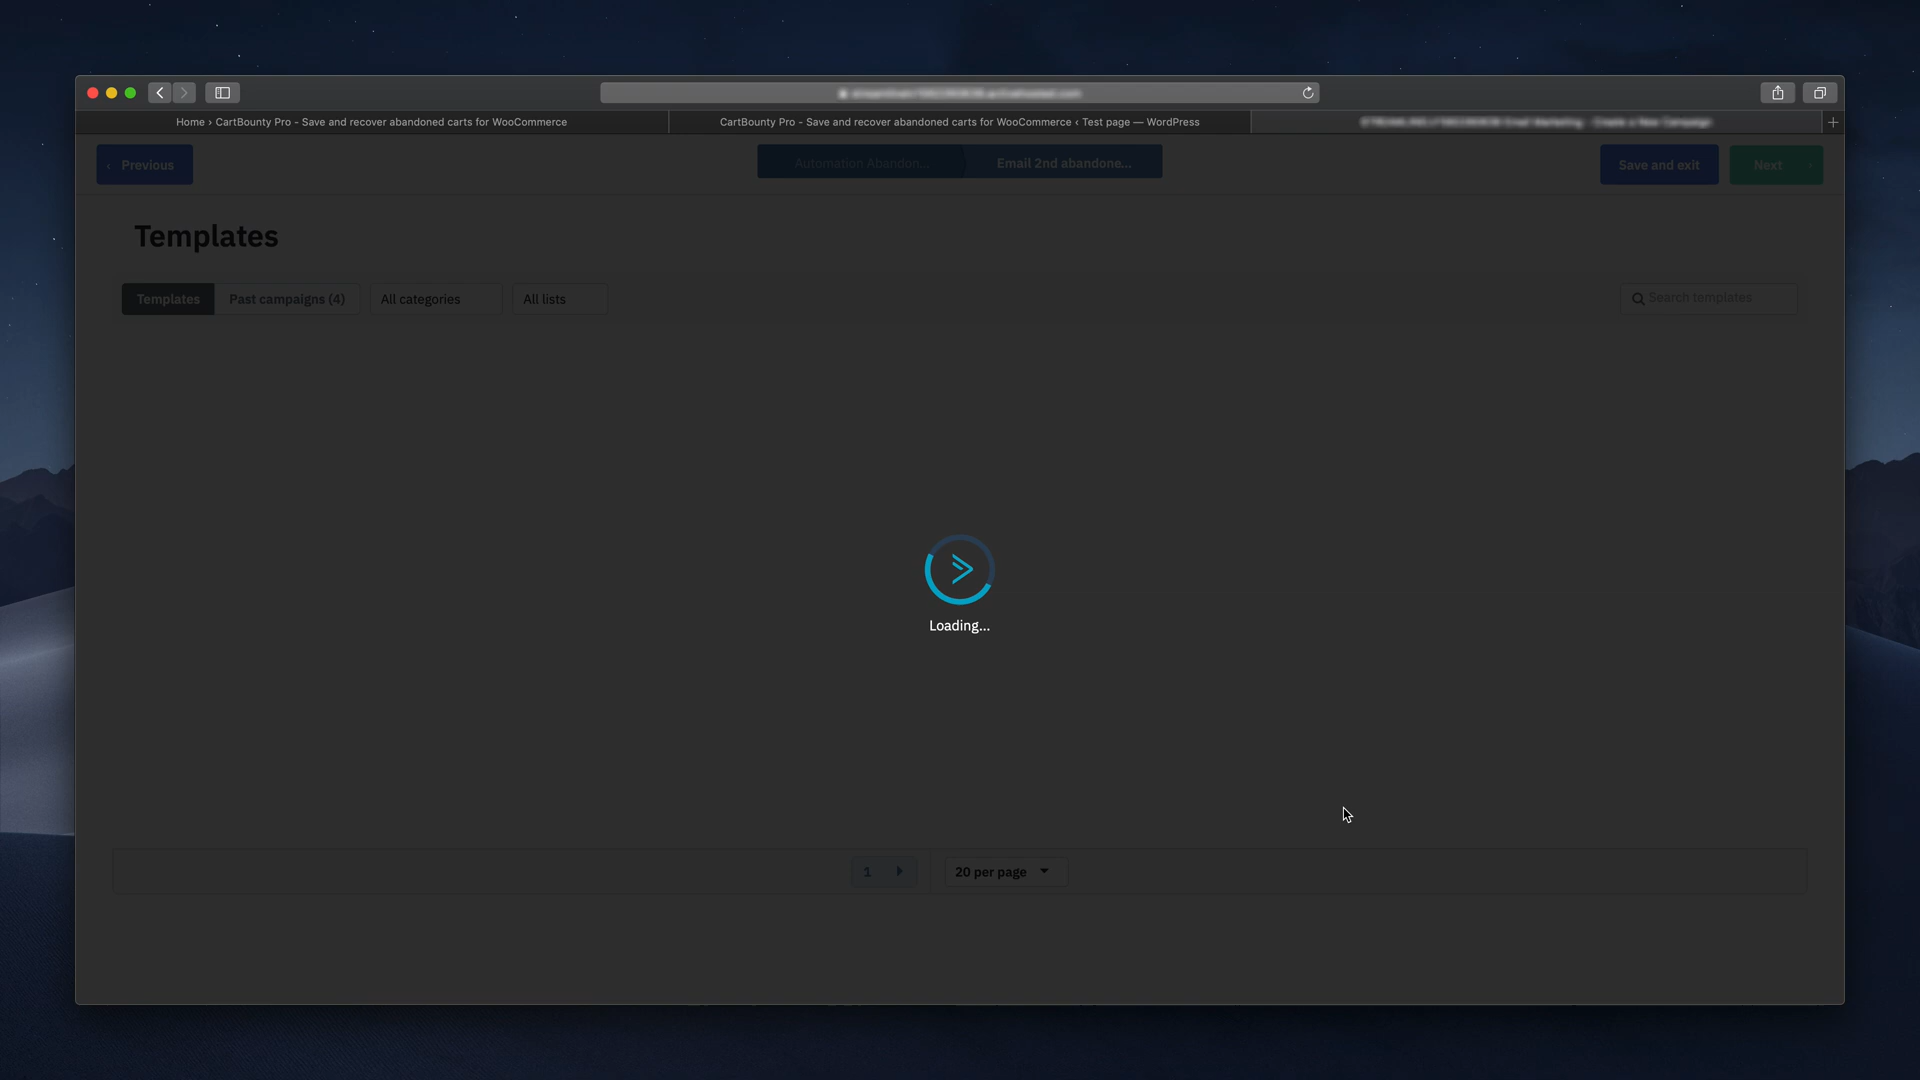 Home › CartBounty Pro - Save and recover abandoned carts for WooCommerce
CartBounty Pro - Save and recover abandoned carts for WooCommerce ‹ Test page — WordPress
Previous
Automation Abandon...
Email 2nd abandone...
Save and exit
Next
Templates
Templates
Past campaigns (4)
All categories
All lists
Search templates
Loading...
1
20 per page